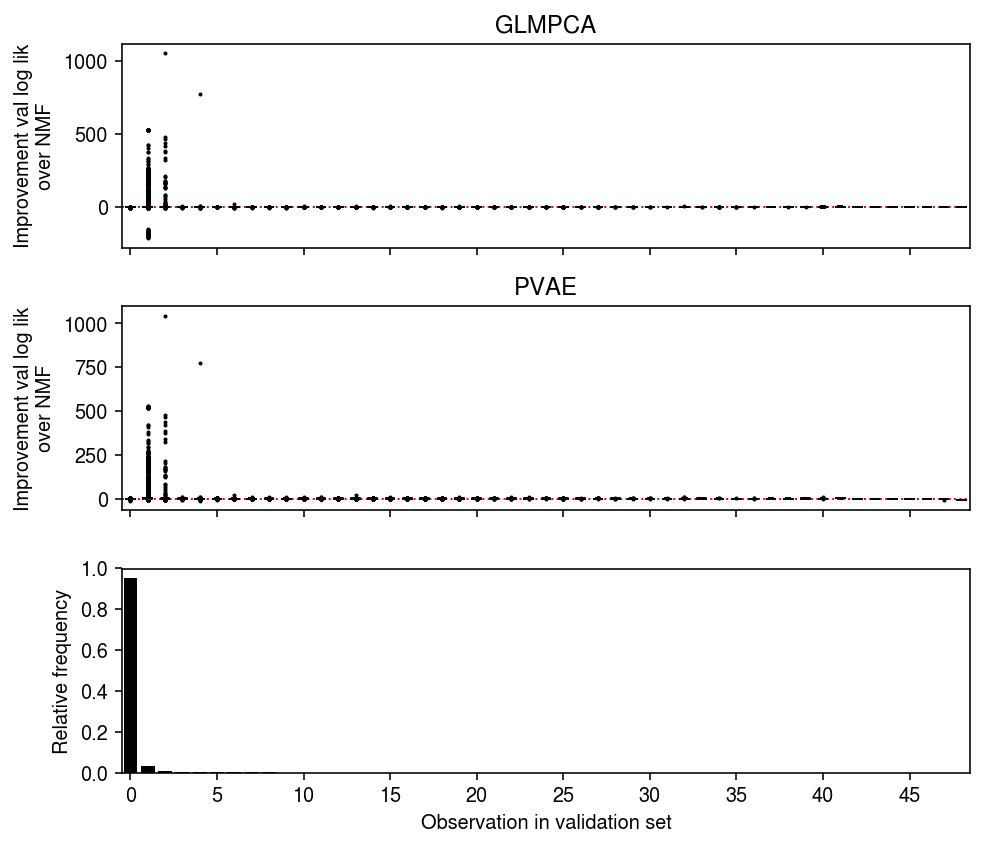 GLMPCA
Improvement val log lik
over NMF
1000
500
0
PVAE
Improvement val log lik
over NMF
1000
750
500
250
0
Relative frequency
1.0
0.8
0.6
0.4
0.2
0.0
0 5 10 15 20 25 30 35 40 45
Observation in validation set